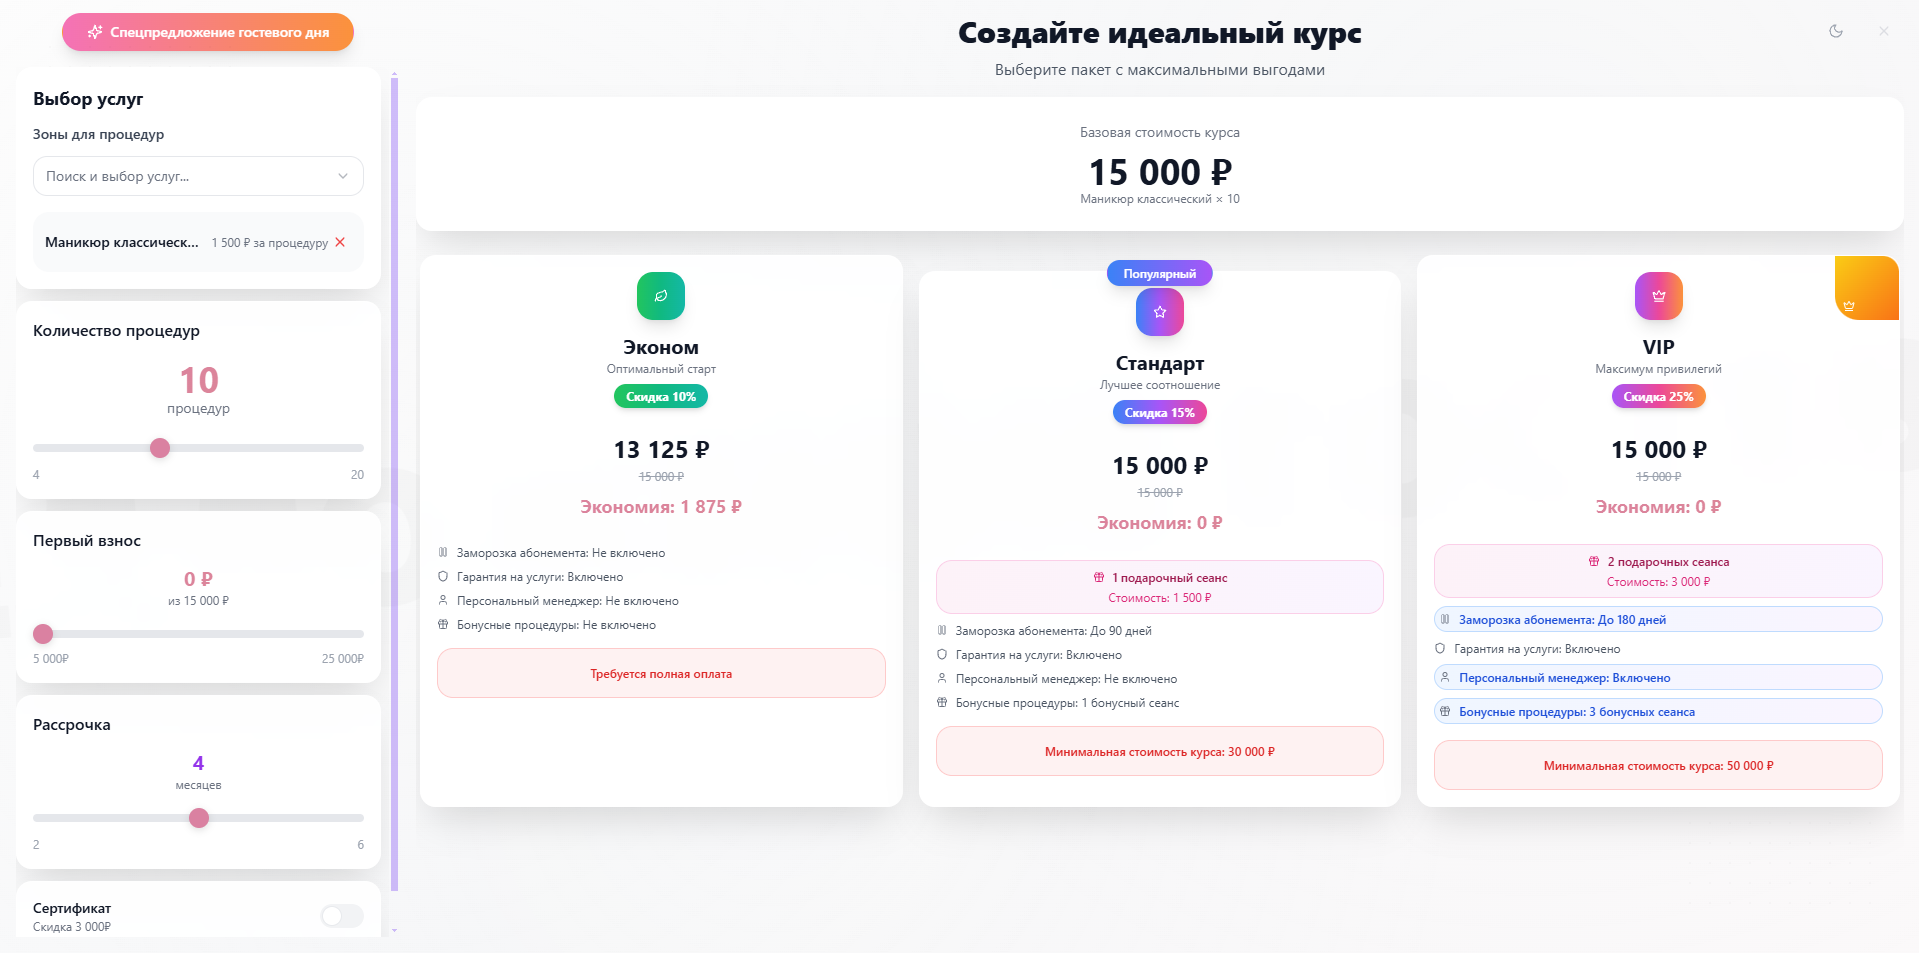 Спецпредложение гостевого дня
Создайте идеальный курс
Выберите пакет с максимальными выгодами
Выбор услуг
Зоны для процедур
Поиск и выбор услуг...
Маникюр классическ... 1 500 ₽ за процедуру
Количество процедур
10
процедур
4 20
Первый взнос
0 ₽
из 15 000 ₽
5 000₽ 25 000₽
Рассрочка
4
месяцев
2 6
Сертификат
Скидка 3 000₽
Базовая стоимость курса
15 000 ₽
Маникюр классический × 10
Эконом
Оптимальный старт
Скидка 10%
13 125 ₽
15 000 ₽
Экономия: 1 875 ₽
Заморозка абонемента: Не включено
Гарантия на услуги: Включено
Персональный менеджер: Не включено
Бонусные процедуры: Не включено
Требуется полная оплата
Популярный
Стандарт
Лучшее соотношение
Скидка 15%
15 000 ₽
15 000 ₽
Экономия: 0 ₽
1 подарочный сеанс
Стоимость: 1 500 ₽
Заморозка абонемента: До 90 дней
Гарантия на услуги: Включено
Персональный менеджер: Не включено
Бонусные процедуры: 1 бонусный сеанс
Минимальная стоимость курса: 30 000 ₽
VIP
Максимум привилегий
Скидка 25%
15 000 ₽
15 000 ₽
Экономия: 0 ₽
2 подарочных сеанса
Стоимость: 3 000 ₽
Заморозка абонемента: До 180 дней
Гарантия на услуги: Включено
Персональный менеджер: Включено
Бонусные процедуры: 3 бонусных сеанса
Минимальная стоимость курса: 50 000 ₽